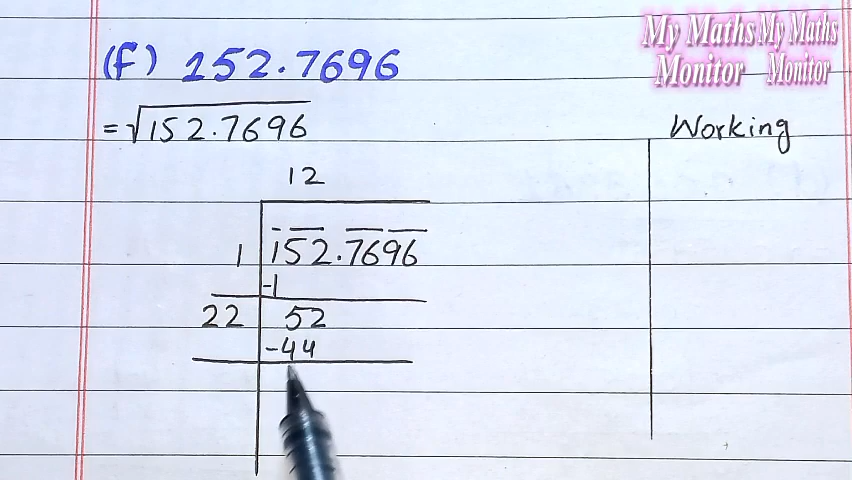 My Maths My Maths
Monitor Monitor
(f) 152.7696
= √152.7696
Working
12
1 152.7696
-1
22 52
-44